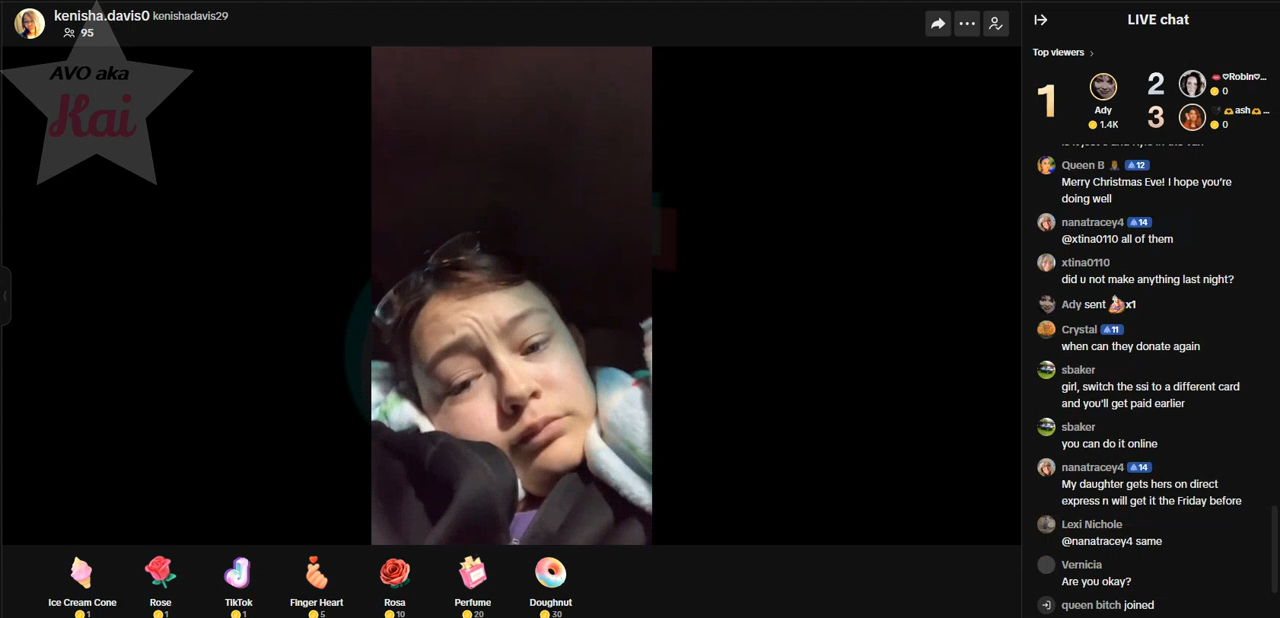 kenisha.davis0 kenishadavis29
95
AVO aka
Kai
LIVE chat
Top viewers
1
Ady
1.4K
2
♡Robin♡...
0
3
ash
...
0
Queen B 12
Merry Christmas Eve! I hope you're
doing well
nanatracey4 14
@xtina0110 all of them
xtina0110
did u not make anything last night?
Ady sent x1
Crystal 11
when can they donate again
sbaker
girl, switch the ssi to a different card
and you'll get paid earlier
sbaker
you can do it online
nanatracey4 14
My daughter gets hers on direct
express n will get it the Friday before
Lexi Nichole
@nanatracey4 same
Vernicia
Are you okay?
queen bitch joined
Ice Cream Cone
1
Rose
1
TikTok
1
Finger Heart
5
Rosa
10
Perfume
20
Doughnut
30